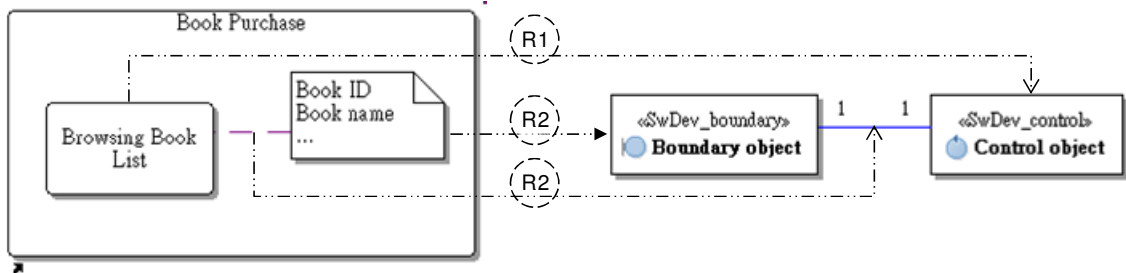 Book Purchase
R1
Book ID
Book name
...
Browsing Book
List
R2
1
1
«SwDev_boundary»
Boundary object
«SwDev_control»
Control object
R2